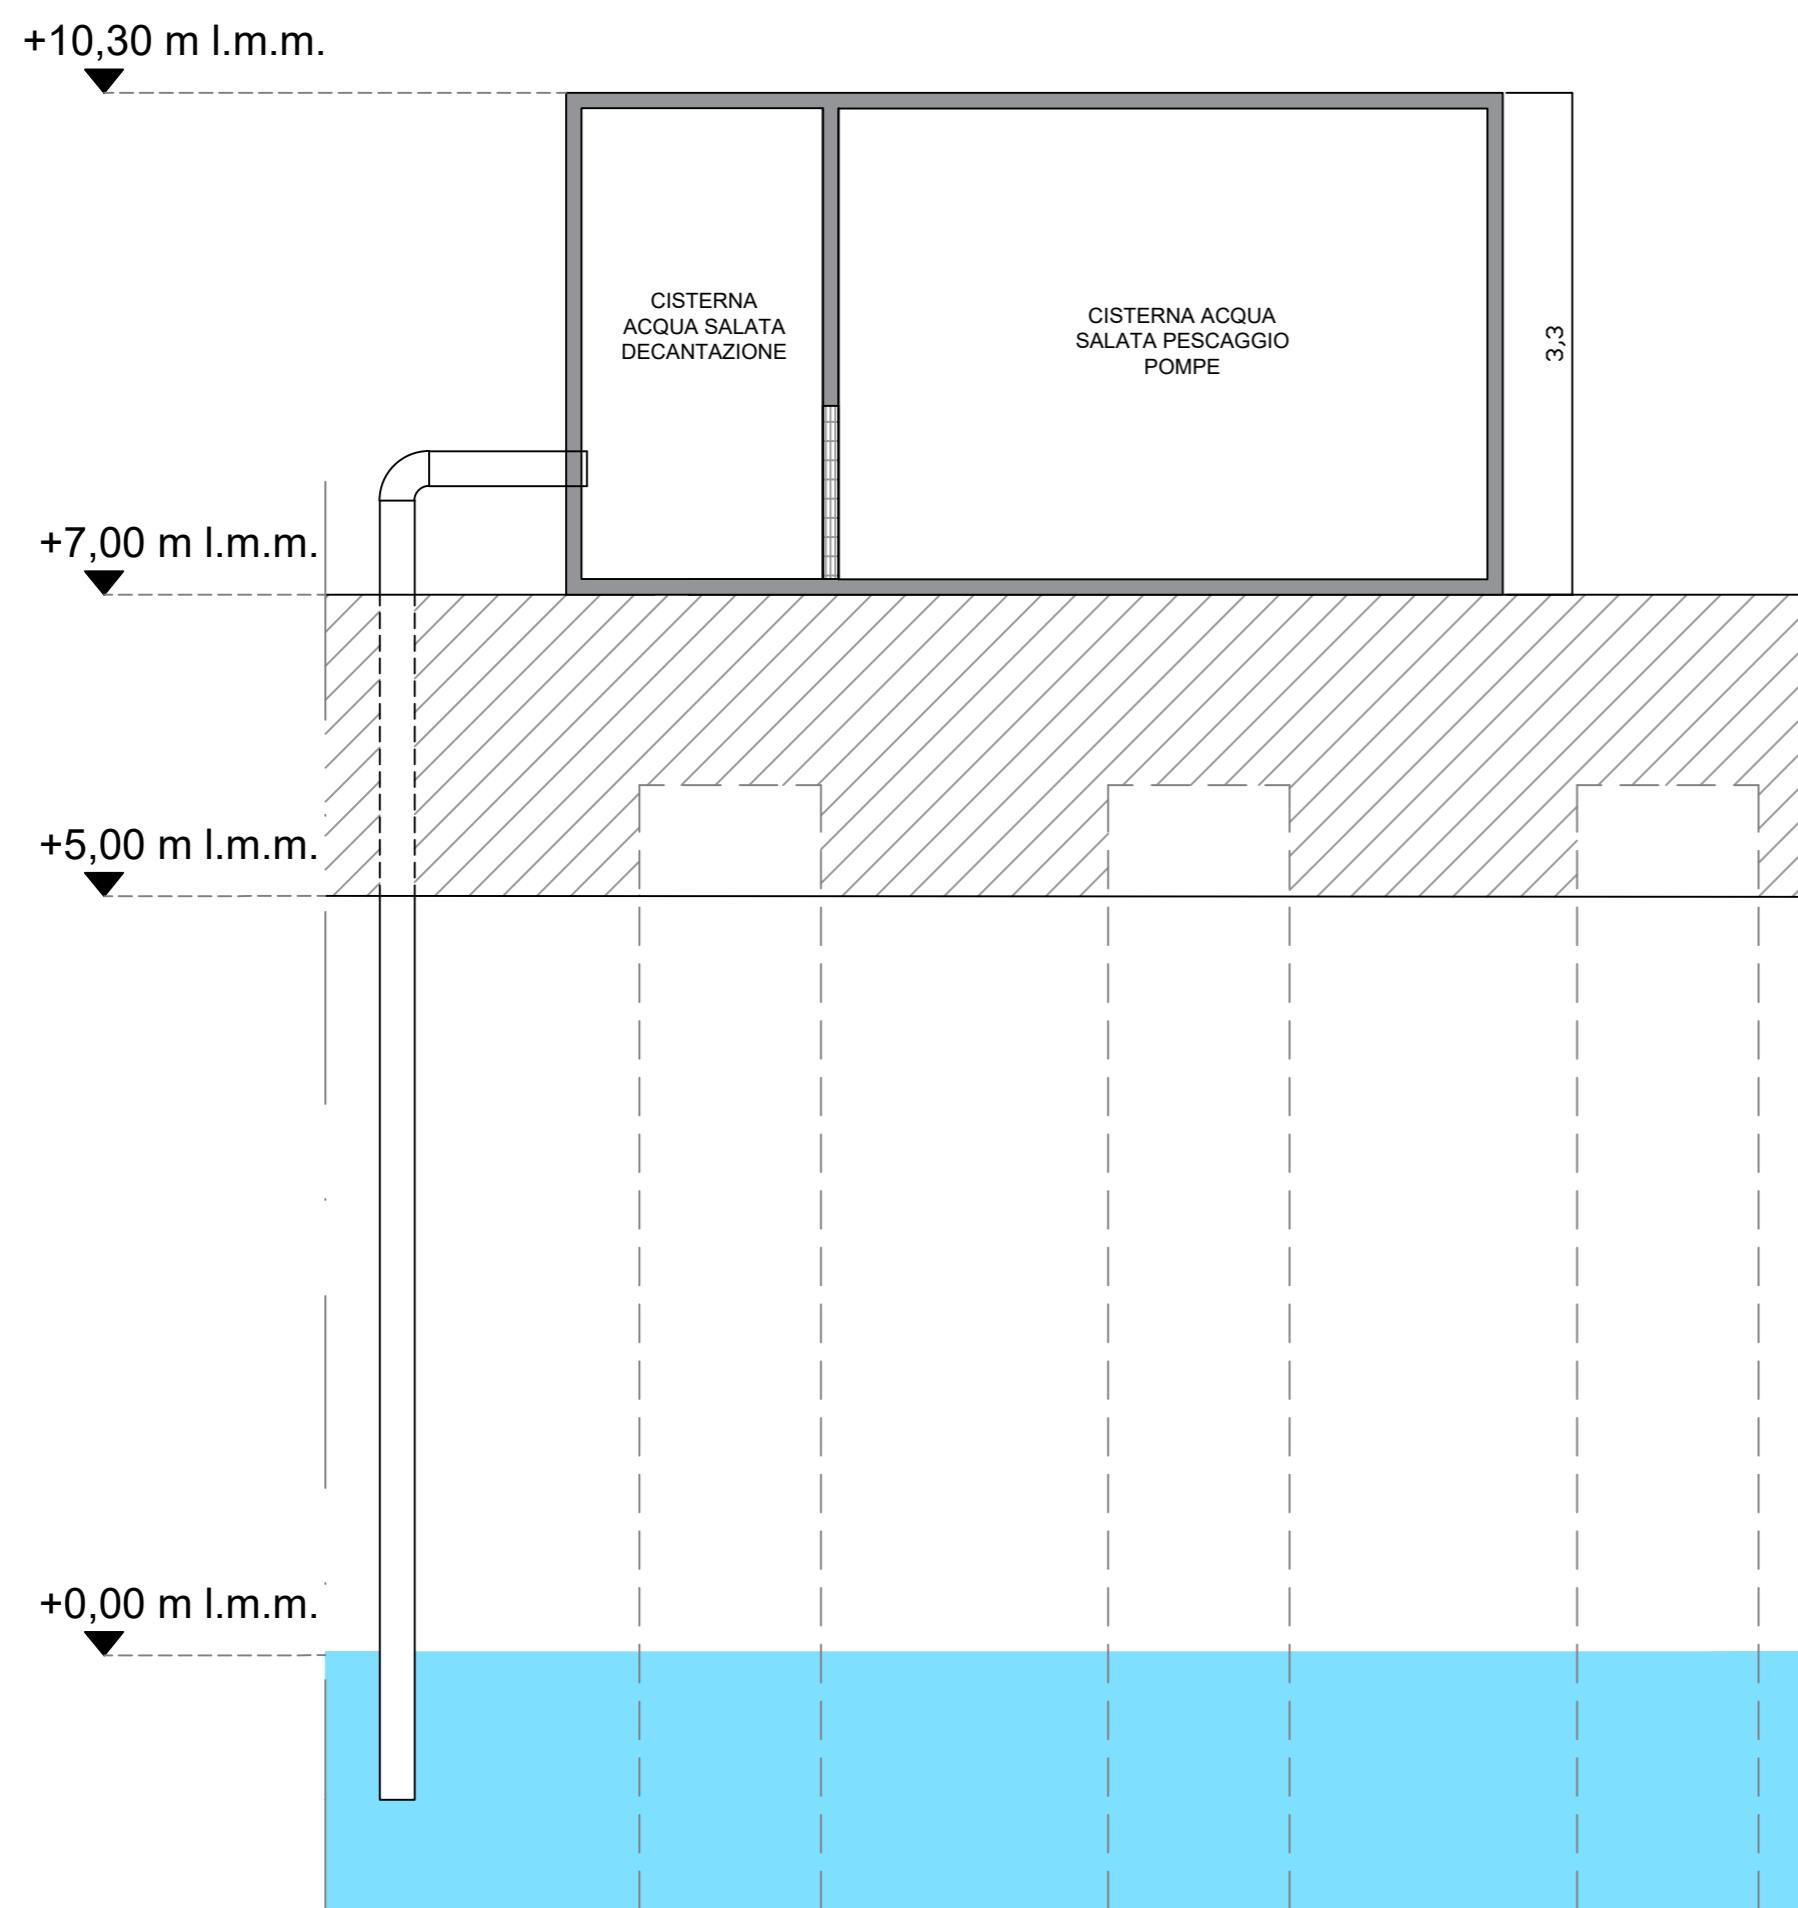 +10,30 m l.m.m.
CISTERNA
ACQUA SALATA
DECANTAZIONE
CISTERNA ACQUA
SALATA PESCAGGIO
POMPE
3,3
+7,00 m l.m.m.
+5,00 m l.m.m.
+0,00 m l.m.m.